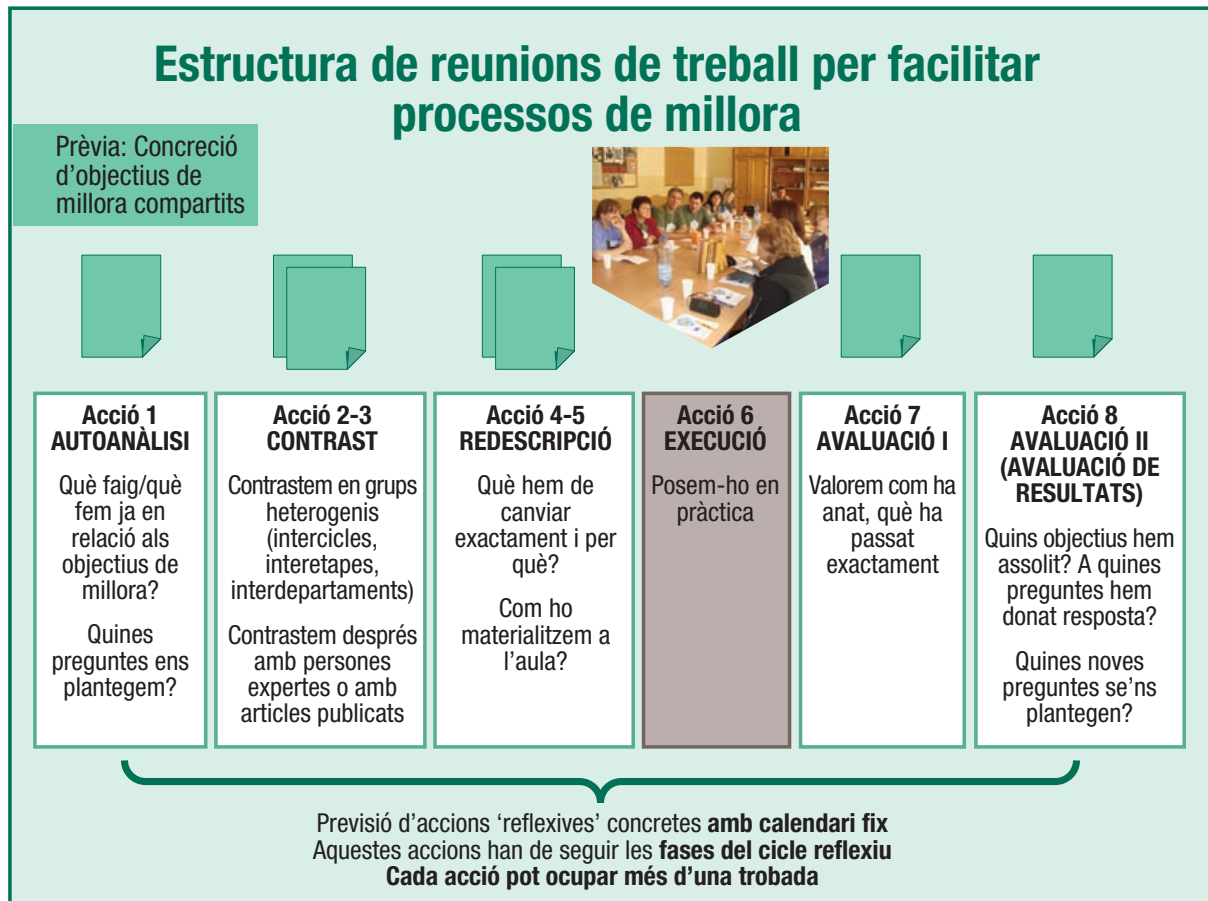 Estructura de reunions de treball per facilitar
processos de millora
Prèvia: Concreció
d’objectius de
millora compartits
Acció 1
AUTOANÀLISI
Què faig/què
fem ja en
relació als
objectius de
millora?
Quines
preguntes ens
plantegem?
Acció 2-3
CONTRAST
Contrastem en grups
heterogenis
(intercicles,
interetapes,
interdepartaments)
Contrastem després
amb persones
expertes o amb
articles publicats
Acció 4-5
REDESCRIPCIÓ
Què hem de
canviar
exactament i per
què?
Com ho
materialitzem a
l’aula?
Acció 6
EXECUCIÓ
Posem-ho en
pràctica
Acció 7
AVALUACIÓ I
Valorem com ha
anat, què ha
passat
exactament
Acció 8
AVALUACIÓ II
(AVALUACIÓ DE
RESULTATS)
Quins objectius hem
assolit? A quines
preguntes hem
donat resposta?
Quines noves
preguntes se’ns
plantegen?
Previsió d’accions ‘reflexives’ concretes amb calendari fix
Aquestes accions han de seguir les fases del cicle reflexiu
Cada acció pot ocupar més d’una trobada